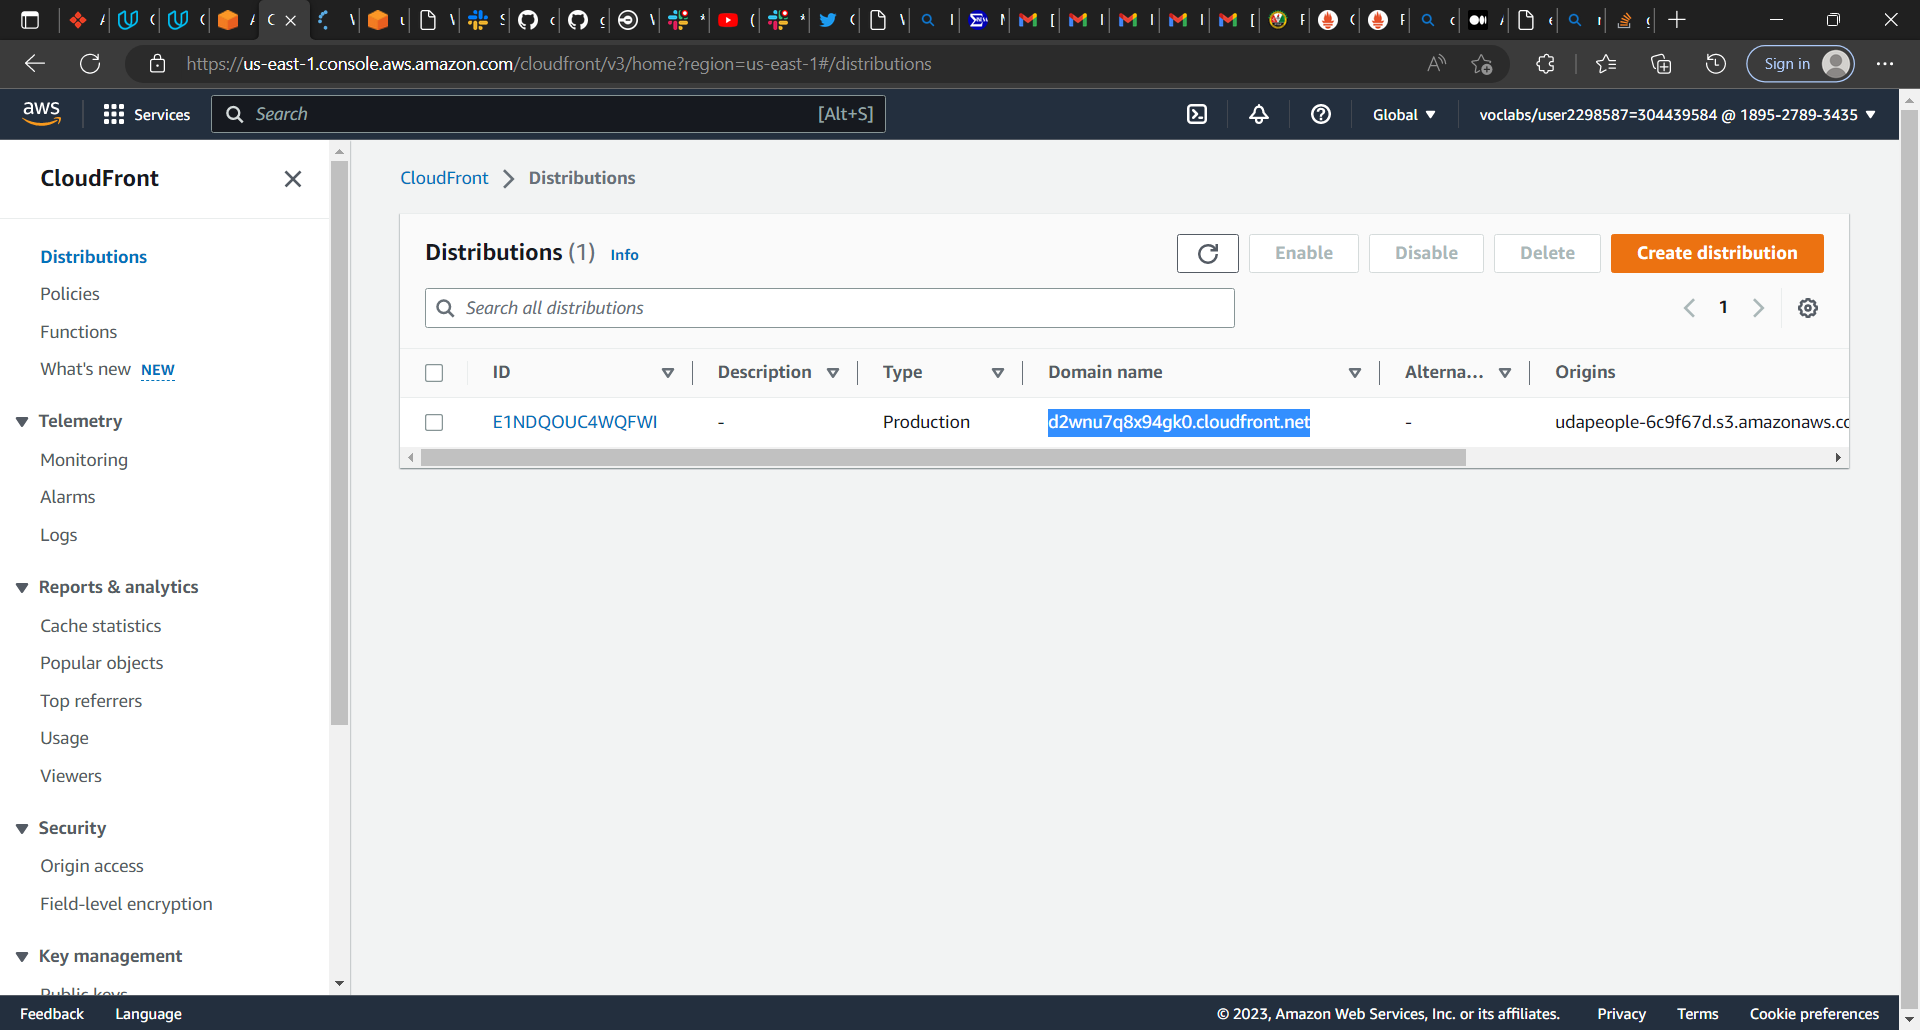 https://us-east-1.console.aws.amazon.com/cloudfront/v3/home?region=us-east-1#/distributions
Sign in
aws
Services
Search
[Alt+S]
Global
voclabs/user2298587=304439584 @ 1895-2789-3435
CloudFront
Distributions
Policies
Functions
What's new NEW
Telemetry
Monitoring
Alarms
Logs
Reports & analytics
Cache statistics
Popular objects
Top referrers
Usage
Viewers
Security
Origin access
Field-level encryption
Key management
Public keys
CloudFront
Distributions
Distributions (1) Info
Enable
Disable
Delete
Create distribution
Search all distributions
1
ID
Description
Type
Domain name
Alterna...
Origins
E1NDQOUC4WQFWI
-
Production
d2wnu7q8x94gk0.cloudfront.net
-
udapeople-6c9f67d.s3.amazonaws.co
Feedback
Language
© 2023, Amazon Web Services, Inc. or its affiliates.
Privacy
Terms
Cookie preferences